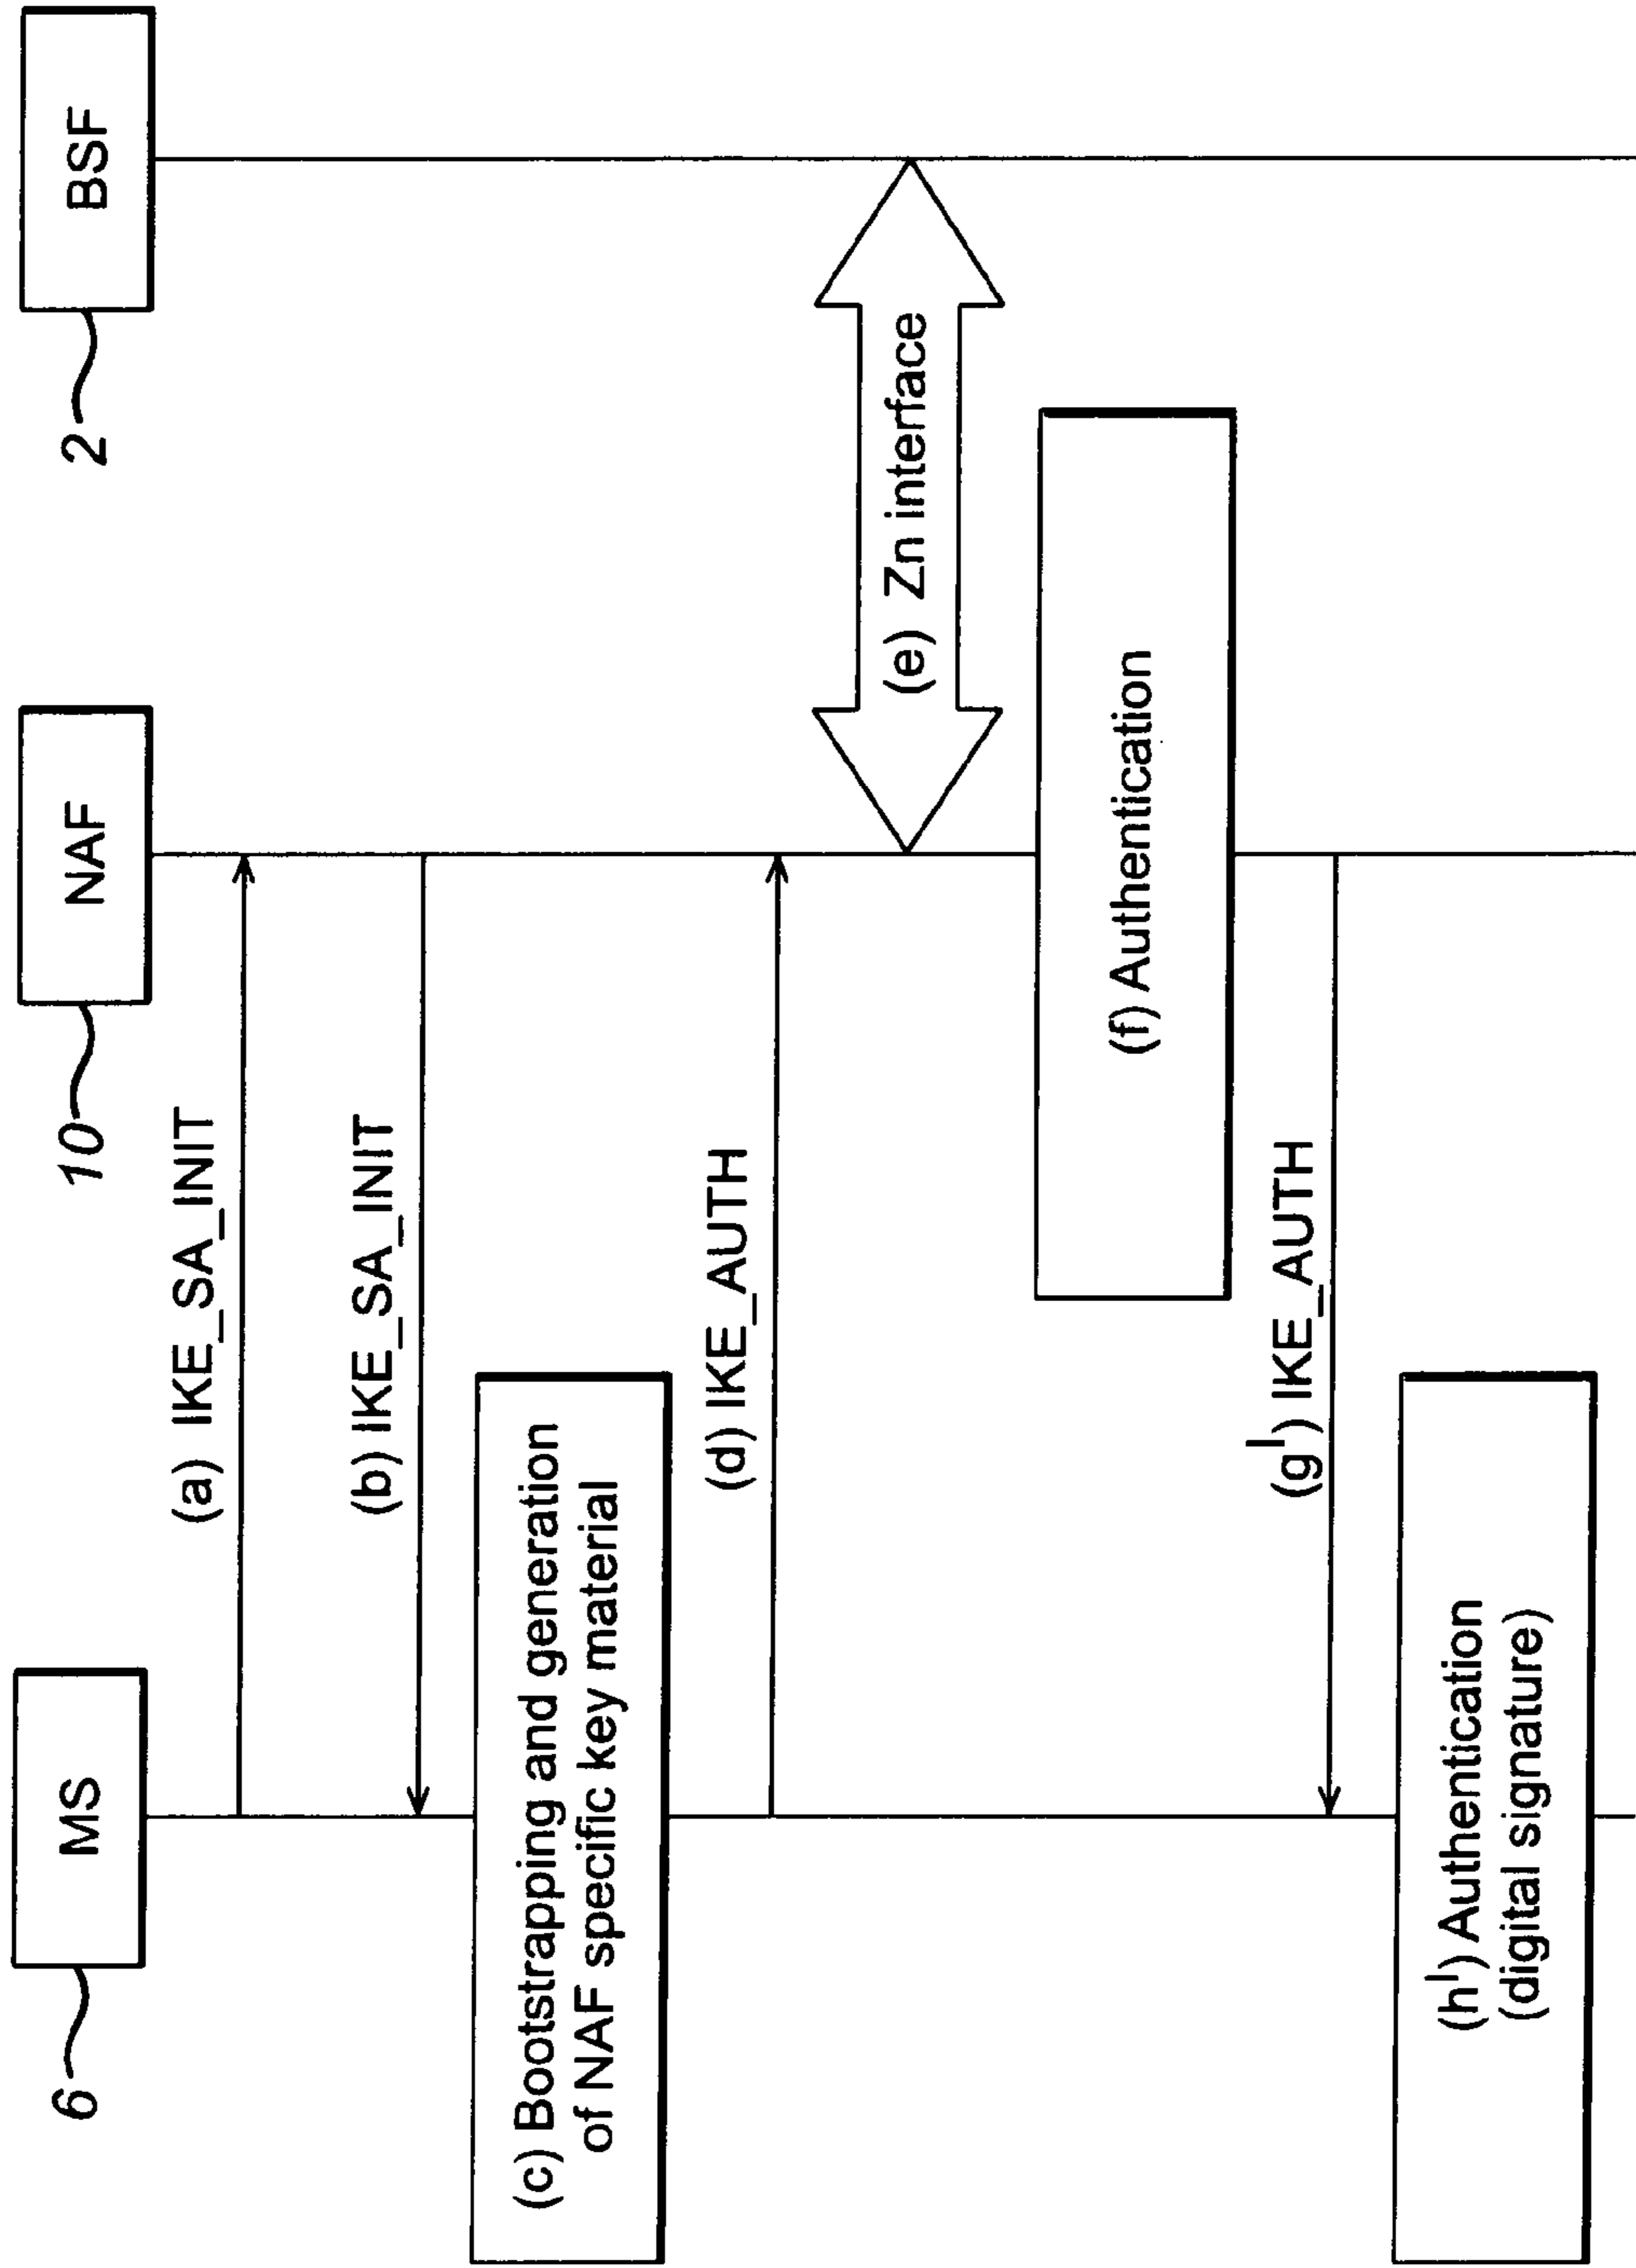 MS
NAF
BSF
6
10
2
(a) IKE_SA_INIT
(b) IKE_SA_INIT
(c) Bootstrapping and generation
of NAF specific key material
(d) IKE_AUTH
(e) Zn interface
(f) Authentication
(g') IKE_AUTH
(h') Authentication
(digital signature)